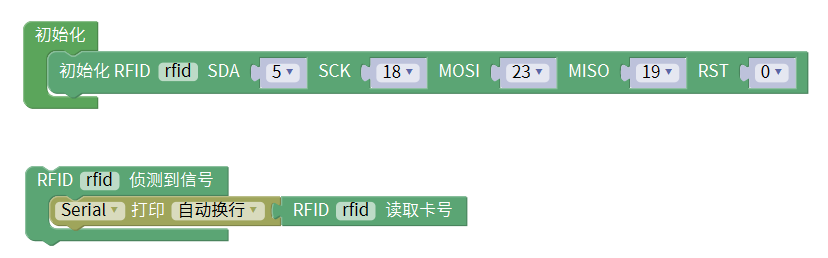 初始化
初始化 RFID rfid SDA 5 SCK 18 MOSI 23 MISO 19 RST 0
RFID rfid 侦测到信号
Serial 打印 自动换行 RFID rfid 读取卡号